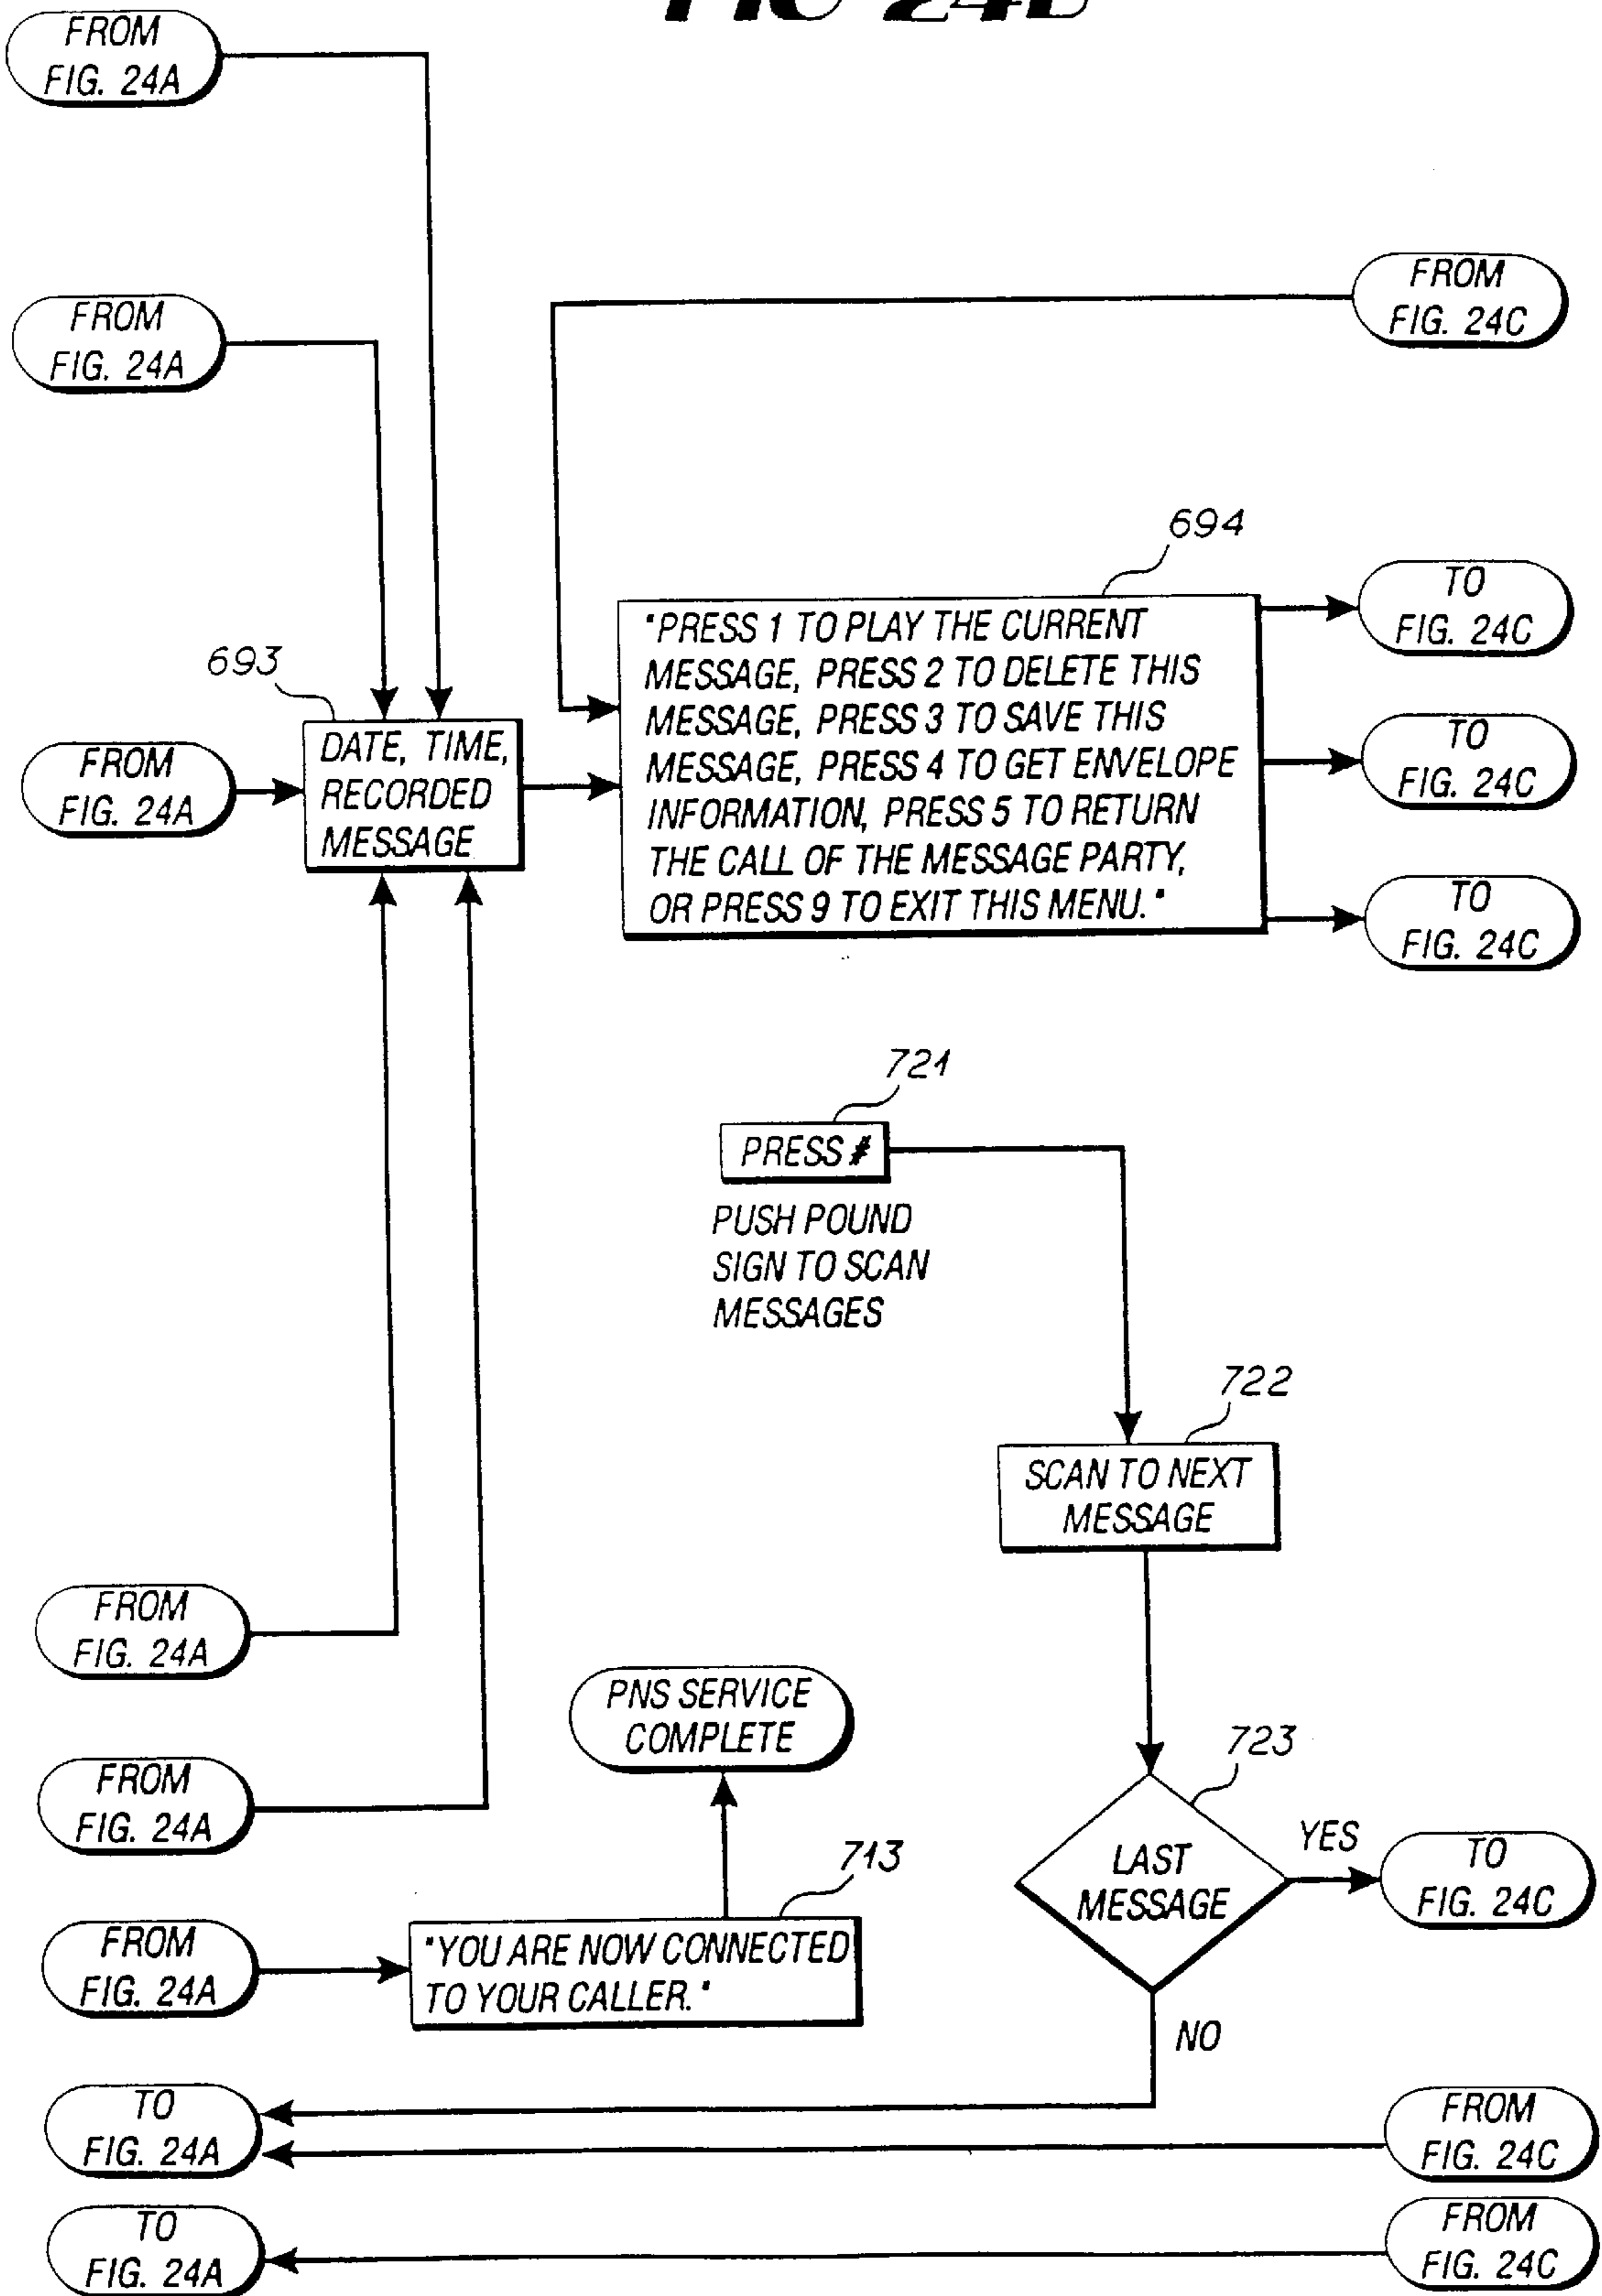 FROM
FIG. 24A
FROM
FIG. 24A
FROM
FIG. 24C
694
"PRESS 1 TO PLAY THE CURRENT
MESSAGE, PRESS 2 TO DELETE THIS
MESSAGE, PRESS 3 TO SAVE THIS
MESSAGE, PRESS 4 TO GET ENVELOPE
INFORMATION, PRESS 5 TO RETURN
THE CALL OF THE MESSAGE PARTY,
OR PRESS 9 TO EXIT THIS MENU."
TO
FIG. 24C
TO
FIG. 24C
TO
FIG. 24C
693
FROM
FIG. 24A
DATE, TIME,
RECORDED
MESSAGE
721
PRESS #
PUSH POUND
SIGN TO SCAN
MESSAGES
722
SCAN TO NEXT
MESSAGE
FROM
FIG. 24A
PNS SERVICE
COMPLETE
723
LAST
MESSAGE
YES
TO
FIG. 24C
NO
FROM
FIG. 24A
713
FROM
FIG. 24A
"YOU ARE NOW CONNECTED
TO YOUR CALLER."
TO
FIG. 24A
FROM
FIG. 24C
TO
FIG. 24A
FROM
FIG. 24C